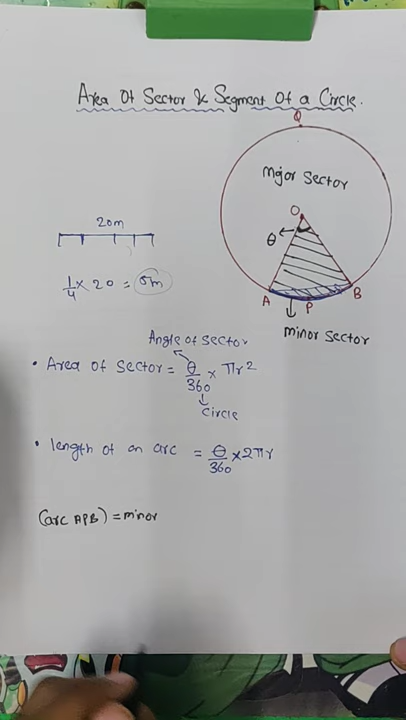 Area Of Sector & Segment Of a Circle.
Q
Major Sector
O
θ
A
P
B
minor sector
20m
1/4 × 20 = 5m
Angle of sector
• Area of sector = θ/360 × πr²
Circle
• length of an arc = θ/360 × 2πr
(arc APB) = minor